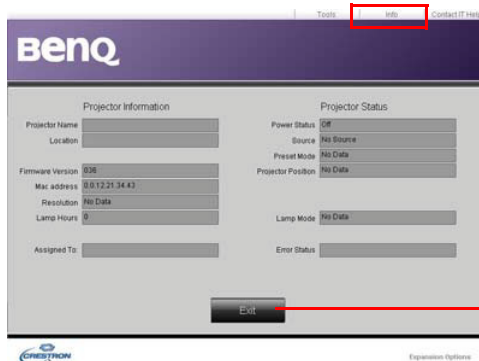 Tools Info Contact IT Help
BenQ
Projector Information Projector Status
Projector Name Power Status Off
Location Source No Source
Preset Mode No Data
Firmware Version 036 Projector Position No Data
Mac address 0.0.12.21.34.43
Resolution No Data
Lamp Hours 0 Lamp Mode No Data
Assigned To: Error Status
Exit
CRESTRON Expansion Options